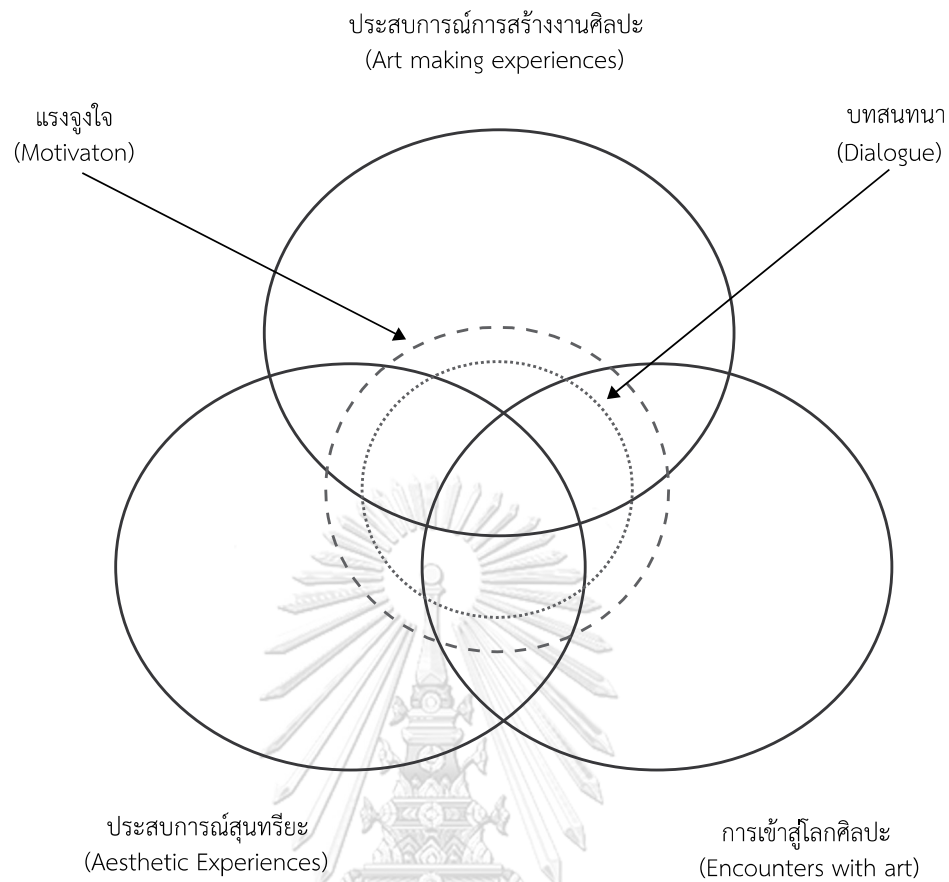 ประสบการณ์การสร้างงานศิลปะ
(Art making experiences)
แรงจูงใจ
(Motivaton)
บทสนทนา
(Dialogue)
ประสบการณ์สุนทรียะ
(Aesthetic Experiences)
การเข้าสู่โลกศิลปะ
(Encounters with art)